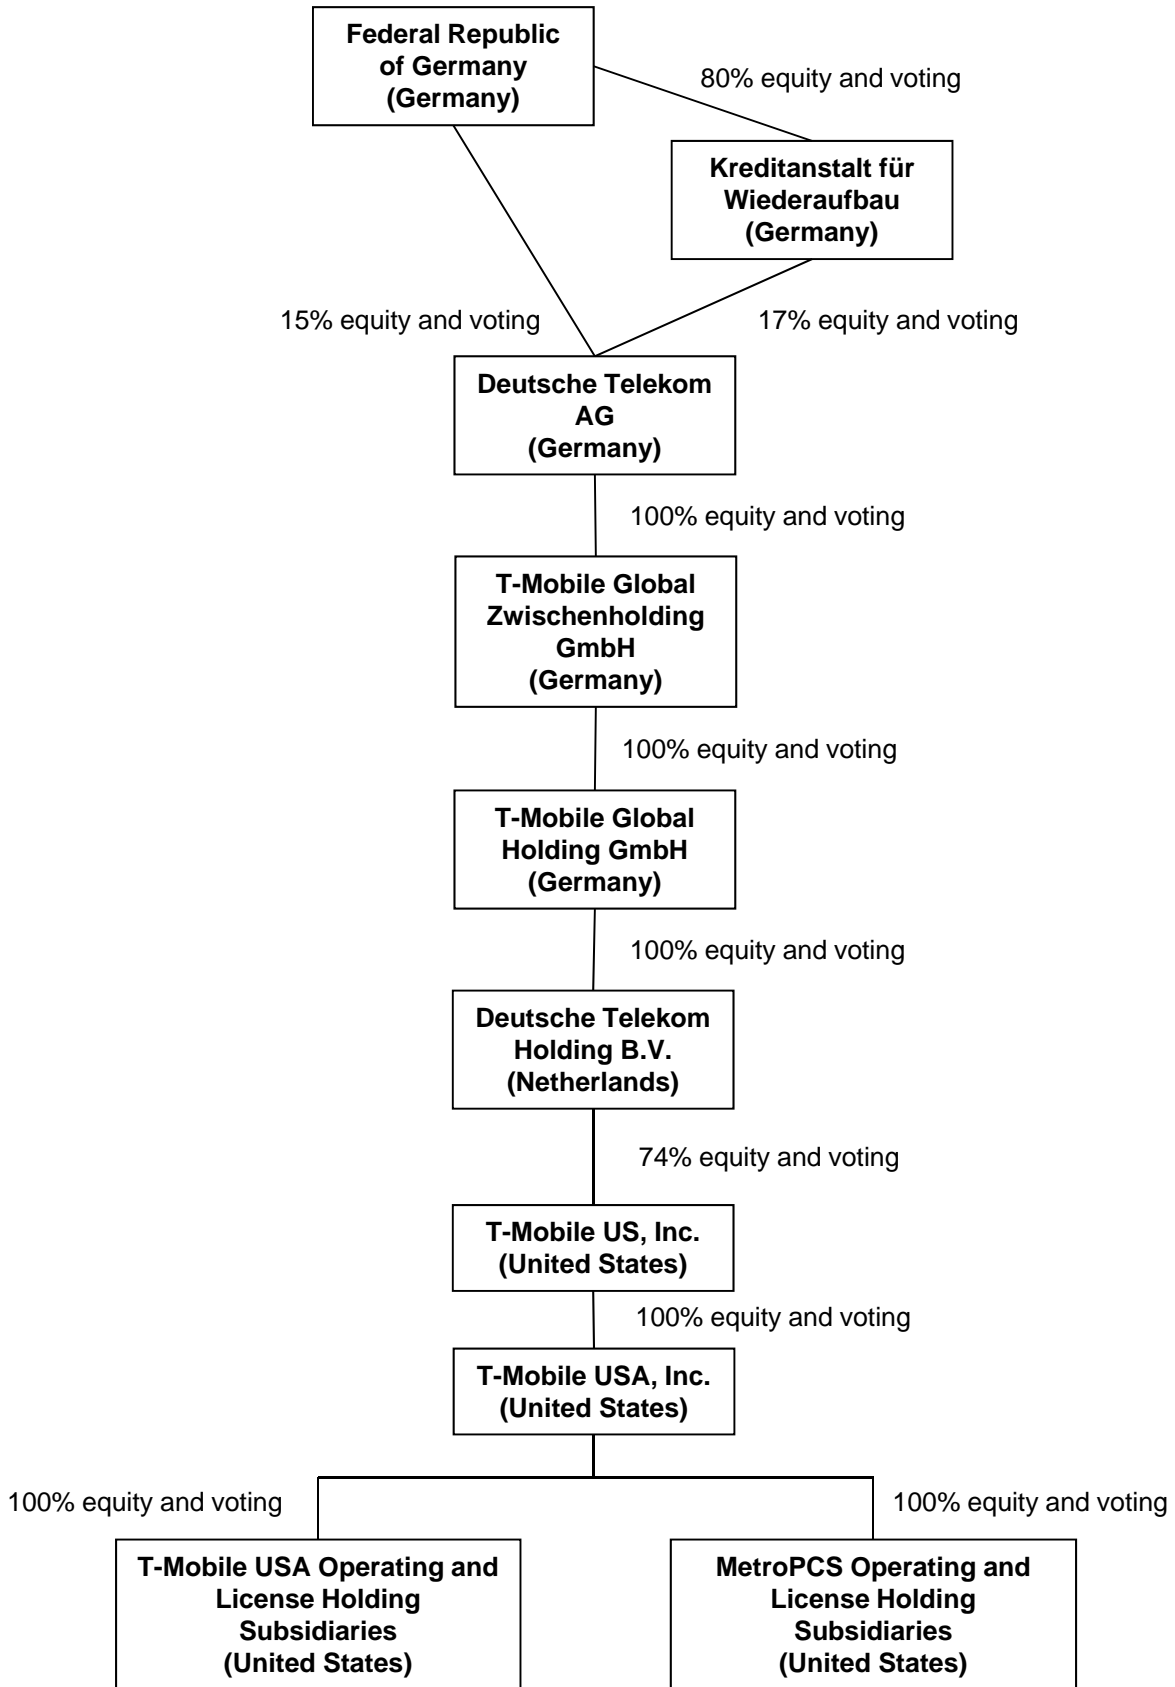 Federal Republic
of Germany
(Germany)
80% equity and voting
Kreditanstalt für
Wiederaufbau
(Germany)
15% equity and voting
17% equity and voting
Deutsche Telekom
AG
(Germany)
100% equity and voting
T-Mobile Global
Zwischenholding
GmbH
(Germany)
100% equity and voting
T-Mobile Global
Holding GmbH
(Germany)
100% equity and voting
Deutsche Telekom
Holding B.V.
(Netherlands)
74% equity and voting
T-Mobile US, Inc.
(United States)
100% equity and voting
T-Mobile USA, Inc.
(United States)
100% equity and voting
100% equity and voting
T-Mobile USA Operating and
License Holding
Subsidiaries
(United States)
MetroPCS Operating and
License Holding
Subsidiaries
(United States)